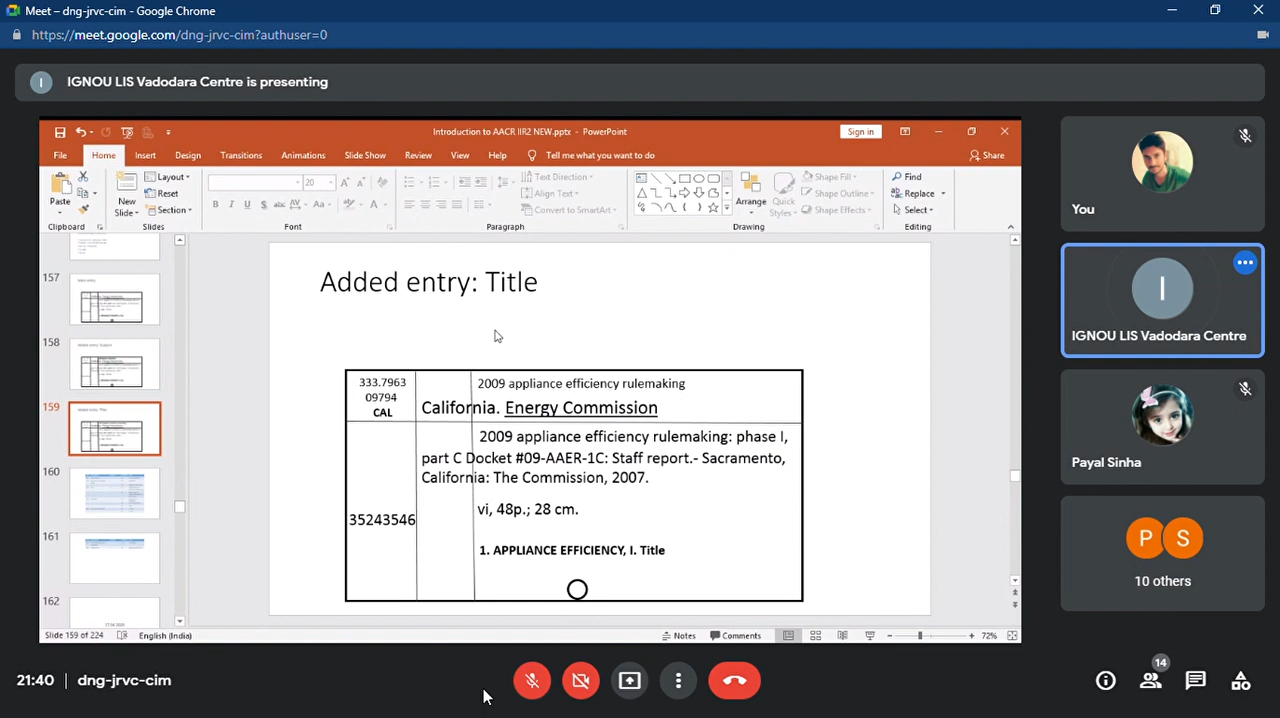 Meet – dng-jrvc-cim - Google Chrome
https://meet.google.com/dng-jrvc-cim?authuser=0
I IGNOU LIS Vadodara Centre is presenting
Introduction to AACR IIR2 NEW.pptx - PowerPoint
Sign in
File Home Insert Design Transitions Animations Slide Show Review View Help Tell me what you want to do Share
Paste
New Slide
Layout
Reset
Section
20
B I U S abc AV Aa A
Text Direction
Align Text
Convert to SmartArt
Arrange
Quick Styles
Shape Fill
Shape Outline
Shape Effects
Find
Replace
Select
Clipboard Slides Font Paragraph Drawing Editing
157
158
159
160
161
162
Added entry: Title
333.7963
09794
CAL
2009 appliance efficiency rulemaking
California. Energy Commission
2009 appliance efficiency rulemaking: phase I,
part C Docket #09-AAER-1C: Staff report.- Sacramento,
California: The Commission, 2007.
vi, 48p.; 28 cm.
35243546
1. APPLIANCE EFFICIENCY, I. Title
Slide 159 of 224 English (India) Notes Comments 72%
You
I
IGNOU LIS Vadodara Centre
Payal Sinha
P S
10 others
21:40 | dng-jrvc-cim
14